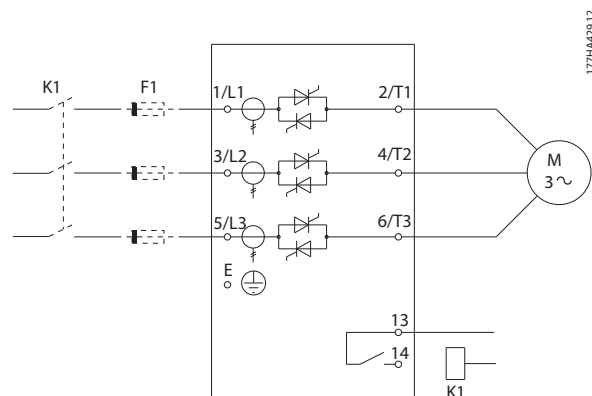 177HA429.12
K1
F1
1/L1
2/T1
3/L2
4/T2
M
3~
5/L3
6/T3
E
13
14
K1